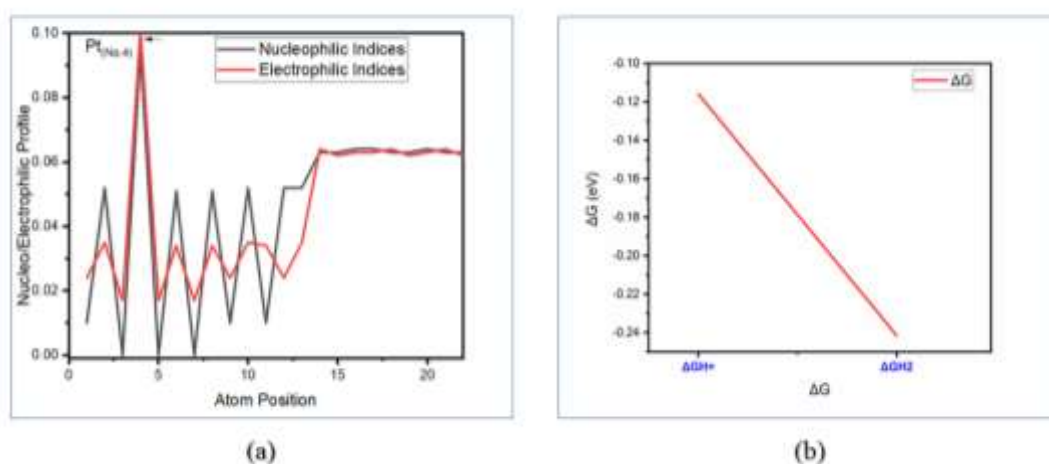 Pt(No.4)
Nucleophilic Indices
Electrophilic Indices
Nucleo/Electrophilic Profile
0.10
0.08
0.06
0.04
0.02
0.00
0
5
10
15
20
Atom Position
(a)
ΔG
ΔG (eV)
-0.10
-0.12
-0.14
-0.16
-0.18
-0.20
-0.22
-0.24
ΔGH*
ΔGH2
ΔG
(b)